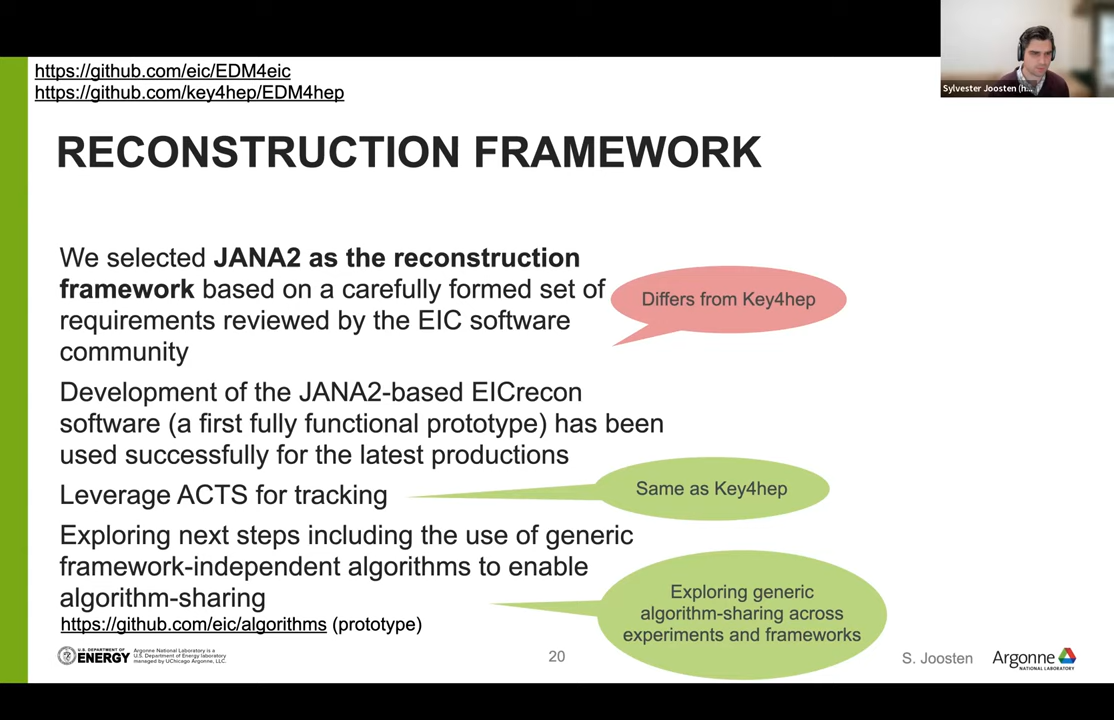 https://github.com/eic/EDM4eic
https://github.com/key4hep/EDM4hep
Sylvester Joosten (h...
RECONSTRUCTION FRAMEWORK
We selected JANA2 as the reconstruction
framework based on a carefully formed set of
requirements reviewed by the EIC software
community
Differs from Key4hep
Development of the JANA2-based EICrecon
software (a first fully functional prototype) has been
used successfully for the latest productions
Leverage ACTS for tracking
Same as Key4hep
Exploring next steps including the use of generic
framework-independent algorithms to enable
algorithm-sharing
https://github.com/eic/algorithms (prototype)
Exploring generic
algorithm-sharing across
experiments and frameworks
U.S. DEPARTMENT OF
ENERGY
Argonne National Laboratory is a
U.S. Department of Energy laboratory
managed by UChicago Argonne, LLC.
20
S. Joosten
Argonne
NATIONAL LABORATORY